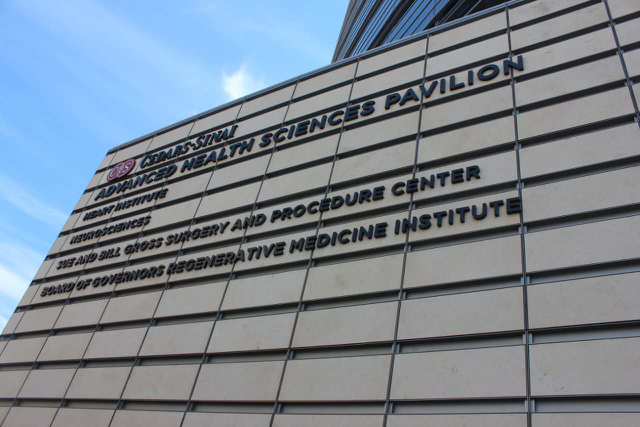 CEDARS-SINAI
ADVANCED HEALTH SCIENCES PAVILION
HEART INSTITUTE
NEUROSCIENCES
SUE AND BILL GROSS SURGERY AND PROCEDURE CENTER
BOARD OF GOVERNORS REGENERATIVE MEDICINE INSTITUTE